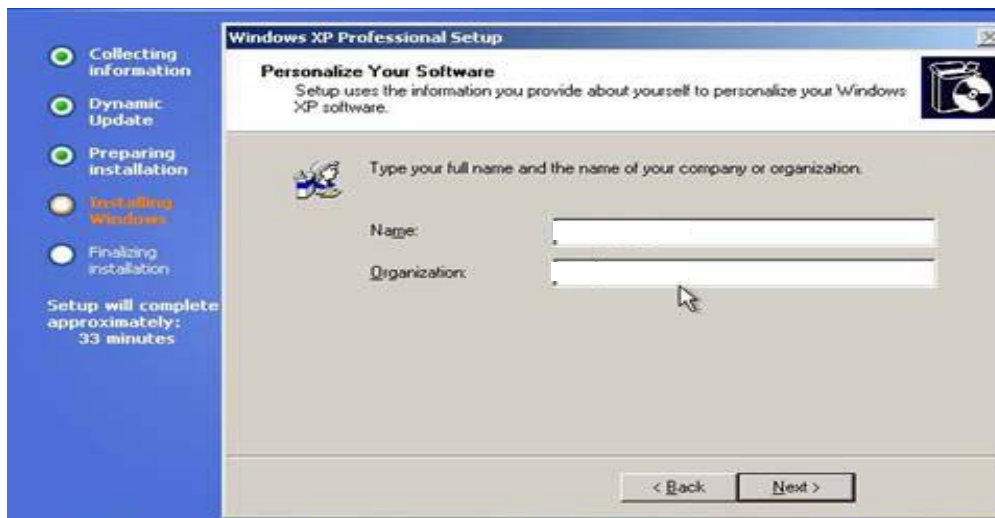 Collecting
information
Dynamic
Update
Preparing
installation
Installing
Windows
Finalizing
installation
Setup will complete
approximately:
33 minutes
Windows XP Professional Setup
Personalize Your Software
Setup uses the information you provide about yourself to personalize your Windows
XP software.
Type your full name and the name of your company or organization.
Name:
Organization:
< Back
Next >